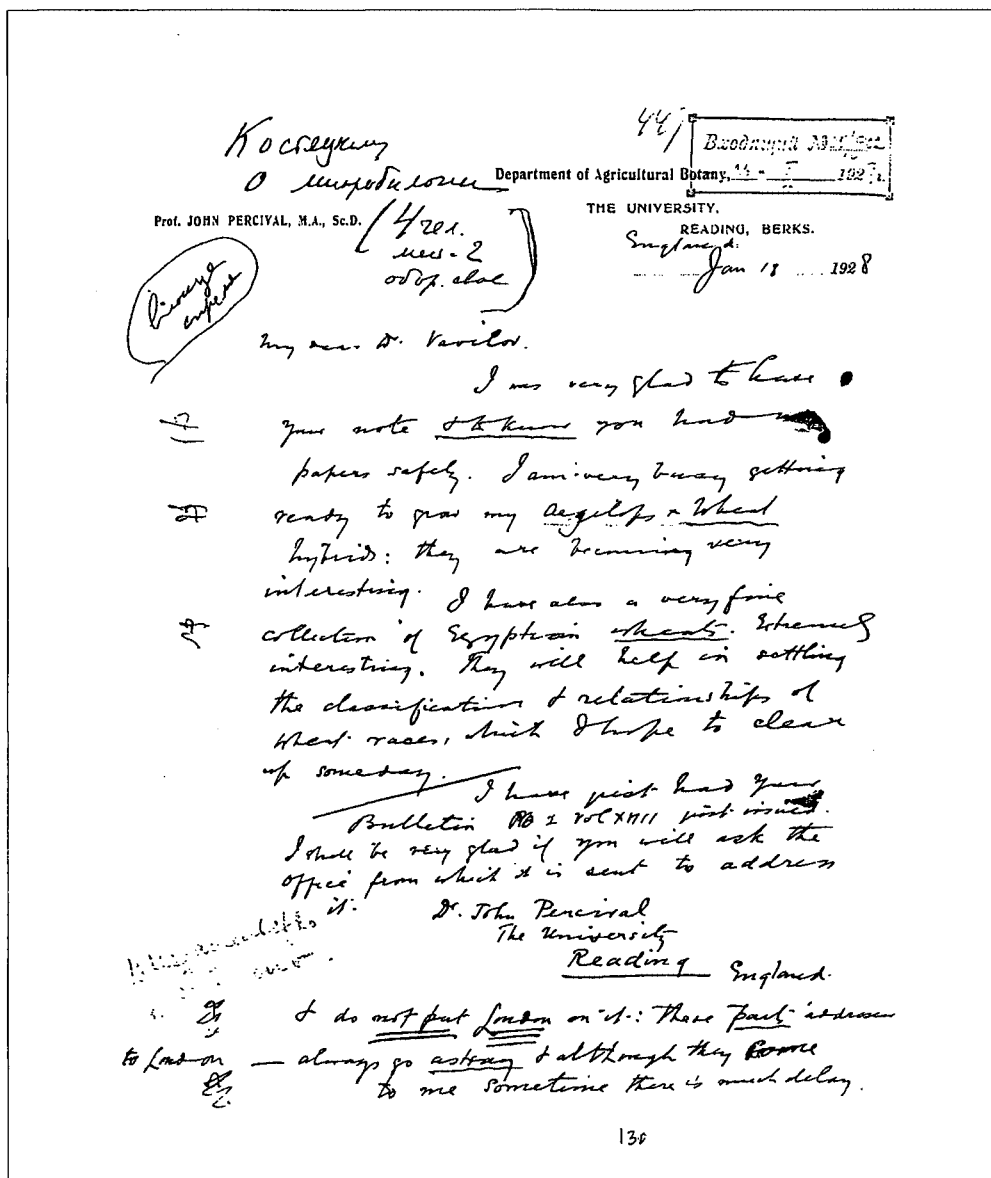 44)
Входящий №
192 г.
Department of Agricultural Botany,
Prof. JOHN PERCIVAL, M.A., Sc.D.
THE UNIVERSITY,
READING, BERKS.
England.
Jan 18 1928
My dear Dr. Vavilov.
I was very glad to have
your note & to know you had my
papers safely. I am very busy getting
ready to grow my Aegilops × Wheat
hybrids: they are becoming very
interesting. I have also a very fine
collection of Egyptian wheats. Extremely
interesting. They will help in settling
the classification & relationships of
wheat races, which I hope to clear
up someday.
I have just had your
Bulletin vol XVII just issued.
I shall be very glad if you will ask the
office from which it is sent to address
it:
Dr. John Percival
The University
Reading England.
& do not put London on it: These parts addressed
to London — always go astray & although they come
to me sometime there is much delay.
130